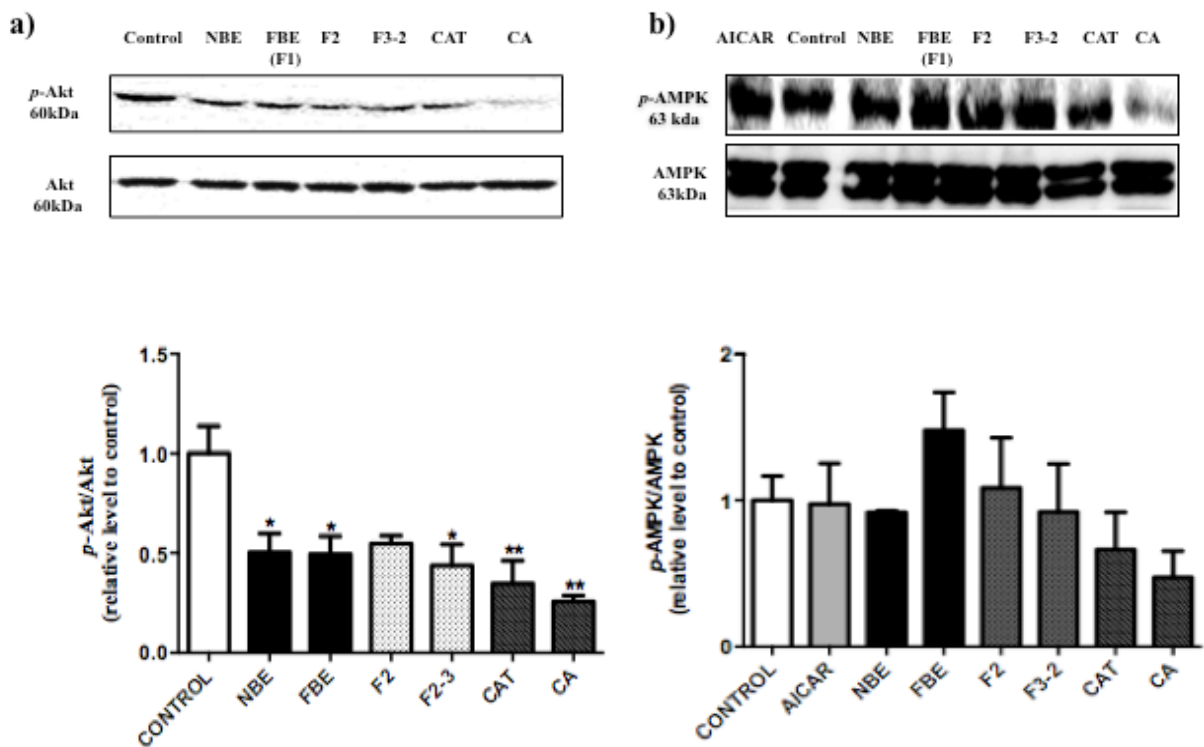 a)
Control NBE FBE F2 F3-2 CAT CA
(F1)
p-Akt
60kDa
Akt
60kDa
b)
AICAR Control NBE FBE F2 F3-2 CAT CA
(F1)
p-AMPK
63 kda
AMPK
63kDa
p-Akt/Akt
(relative level to control)
1.5
1.0
0.5
0.0
* * * ** **
CONTROL NBE FBE F2 F2-3 CAT CA
p-AMPK/AMPK
(relative level to control)
2
1
0
CONTROL AICAR NBE FBE F2 F3-2 CAT CA